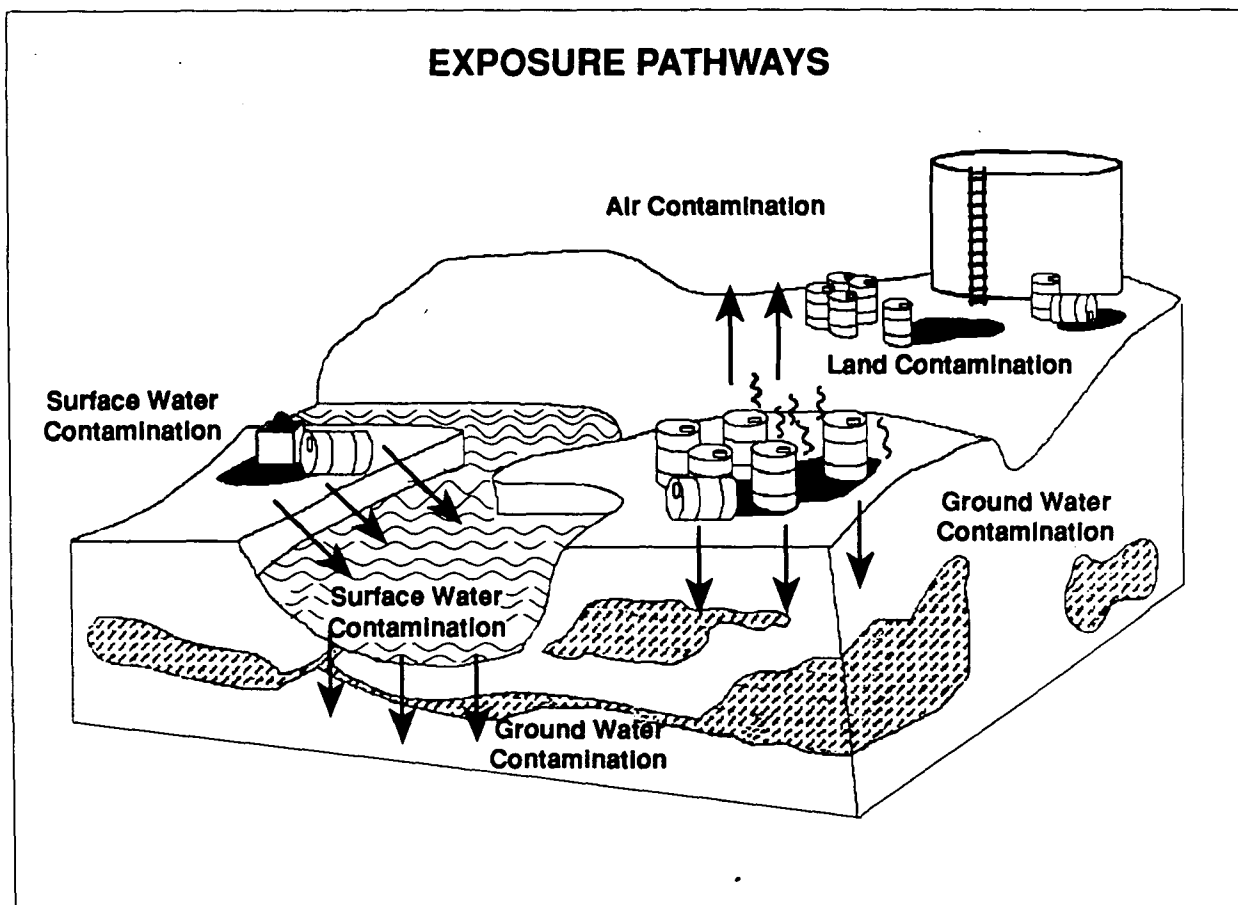 EXPOSURE PATHWAYS
Air Contamination
Land Contamination
Surface Water
Contamination
Ground Water
Contamination
Surface Water
Contamination
Ground Water
Contamination